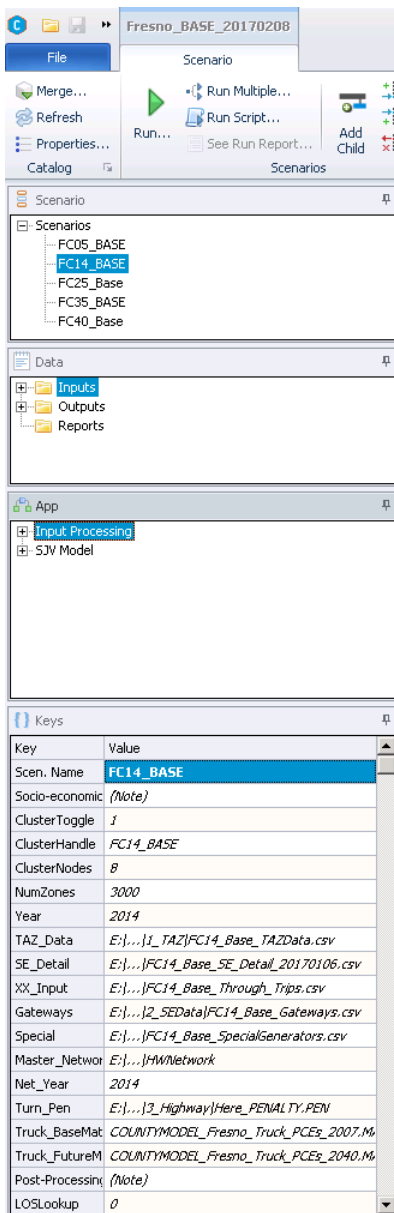 Fresno_BASE_20170208
File
Scenario
Merge...
Refresh
Properties...
Catalog
Run...
Run Multiple...
Run Script...
See Run Report...
Add Child
Scenarios
Scenario
Scenarios
FC05_BASE
FC14_BASE
FC25_Base
FC35_BASE
FC40_Base
Data
Inputs
Outputs
Reports
App
Input Processing
SJV Model
{} Keys
Key Value
Scen. Name FC14_BASE
Socio-economic (Note)
ClusterToggle 1
ClusterHandle FC14_BASE
ClusterNodes 8
NumZones 3000
Year 2014
TAZ_Data E:\...\1_TAZ\FC14_Base_TAZData.csv
SE_Detail E:\...\FC14_Base_SE_Detail_20170106.csv
XX_Input E:\...\FC14_Base_Through_Trips.csv
Gateways E:\...\2_SEData\FC14_Base_Gateways.csv
Special E:\...\FC14_Base_SpecialGenerators.csv
Master_Networ E:\...\HWNetwork
Net_Year 2014
Turn_Pen E:\...\3_Highway\Here_PENALTY.PEN
Truck_BaseMat COUNTYMODEL_Fresno_Truck_PCEs_2007.M
Truck_FutureM COUNTYMODEL_Fresno_Truck_PCEs_2040.M
Post-Processing (Note)
LOSLookup 0